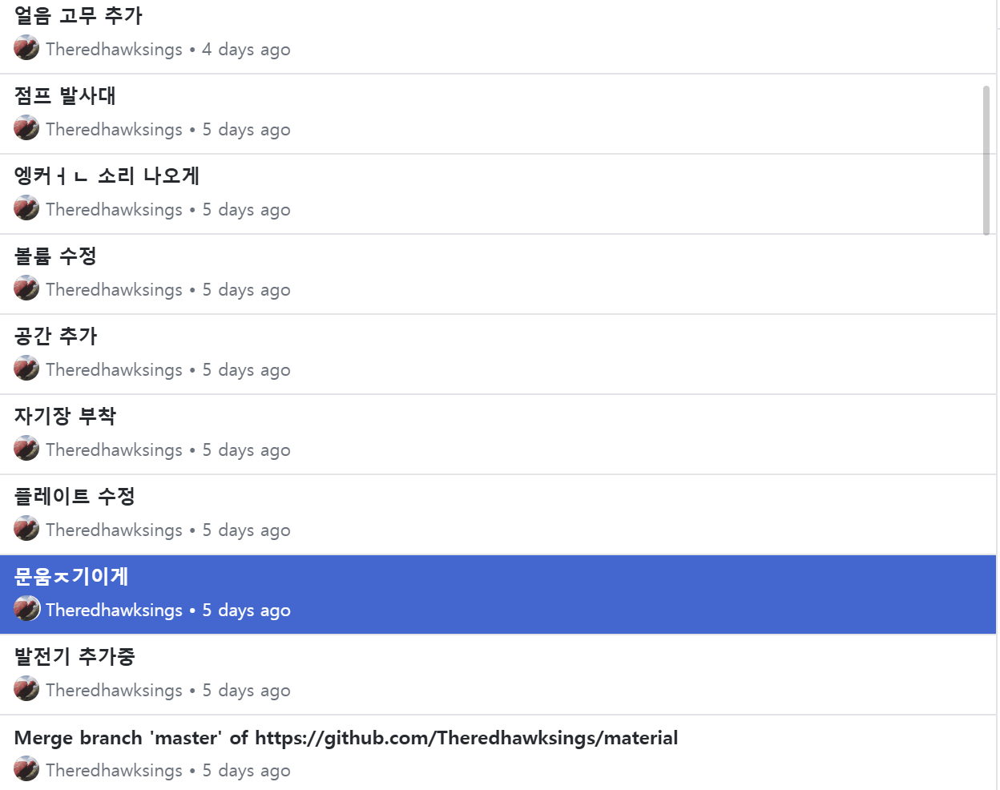 얼음 고무 추가
Theredhawksings • 4 days ago
점프 발사대
Theredhawksings • 5 days ago
엥커ㅓㄴ 소리 나오게
Theredhawksings • 5 days ago
볼륨 수정
Theredhawksings • 5 days ago
공간 추가
Theredhawksings • 5 days ago
자기장 부착
Theredhawksings • 5 days ago
플레이트 수정
Theredhawksings • 5 days ago
문움ㅈ기이게
Theredhawksings • 5 days ago
발전기 추가중
Theredhawksings • 5 days ago
Merge branch 'master' of https://github.com/Theredhawksings/material
Theredhawksings • 5 days ago